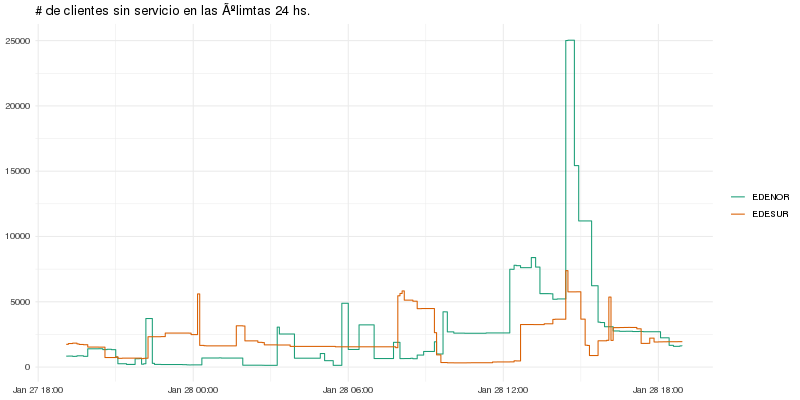 # de clientes sin servicio en las Ãºlimtas 24 hs.
25000
20000
15000
10000
5000
0
Jan 27 18:00
Jan 28 00:00
Jan 28 06:00
Jan 28 12:00
Jan 28 18:00
EDENOR
EDESUR